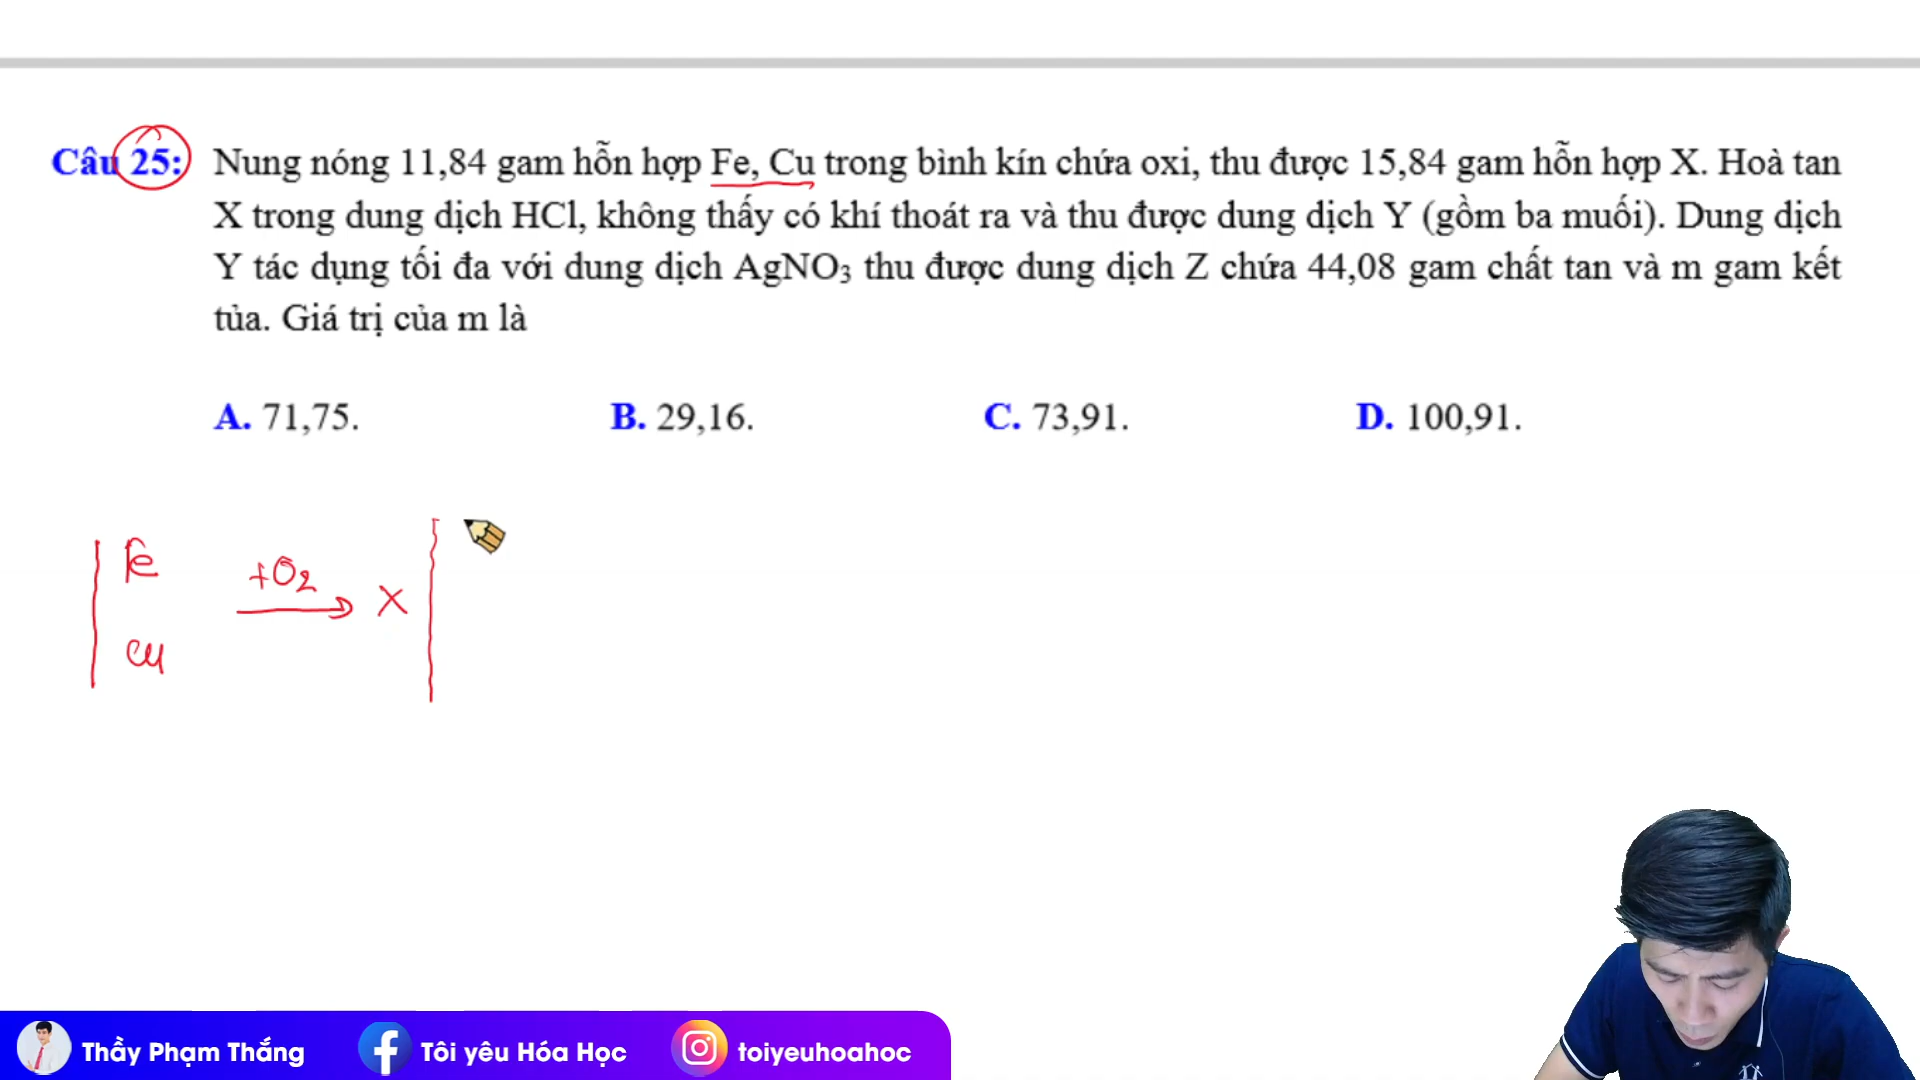 Câu 25: Nung nóng 11,84 gam hỗn hợp Fe, Cu trong bình kín chứa oxi, thu được 15,84 gam hỗn hợp X. Hoà tan
X trong dung dịch HCl, không thấy có khí thoát ra và thu được dung dịch Y (gồm ba muối). Dung dịch
Y tác dụng tối đa với dung dịch AgNO₃ thu được dung dịch Z chứa 44,08 gam chất tan và m gam kết
tủa. Giá trị của m là
A. 71,75. B. 29,16. C. 73,91. D. 100,91.
Fe
+O₂
X
Cu
Thầy Phạm Thắng Tôi yêu Hóa Học toiyeuhoahoc